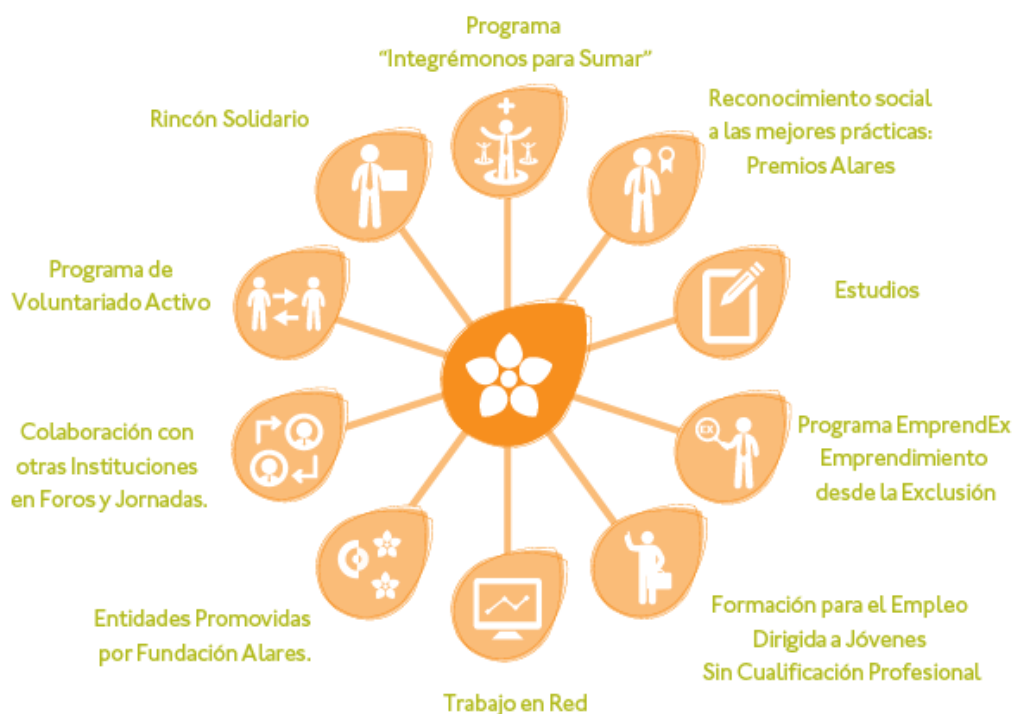 Programa
“Integrémonos para Sumar”
Reconocimiento social
a las mejores prácticas:
Premios Alares
Estudios
Programa EmprendEx
Emprendimiento
desde la Exclusión
Formación para el Empleo
Dirigida a Jóvenes
Sin Cualificación Profesional
Trabajo en Red
Entidades Promovidas
por Fundación Alares.
Colaboración con
otras Instituciones
en Foros y Jornadas.
Programa de
Voluntariado Activo
Rincón Solidario
EX